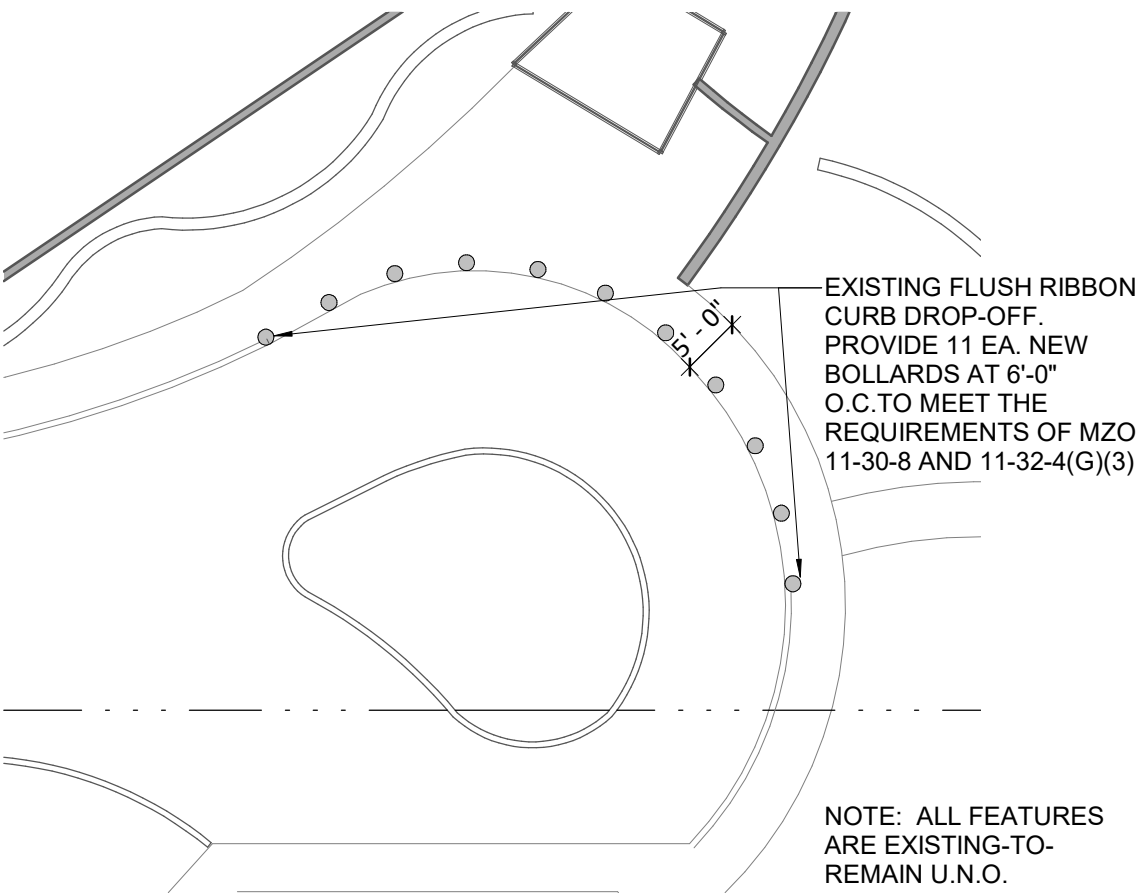 EXISTING FLUSH RIBBON
CURB DROP-OFF.
PROVIDE 11 EA. NEW
BOLLARDS AT 6'-0"
O.C.TO MEET THE
REQUIREMENTS OF MZO
11-30-8 AND 11-32-4(G)(3)
5' - 0"
NOTE:  ALL FEATURES
ARE EXISTING-TO-
REMAIN U.N.O.